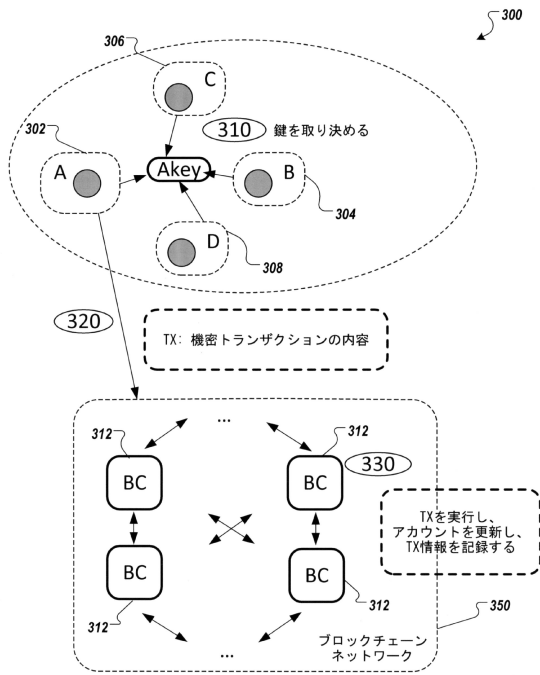 300
306
C
310 鍵を取り決める
302
A
Akey
B
304
D
308
320
TX: 機密トランザクションの内容
...
312
312
BC
BC
330
TXを実行し、
アカウントを更新し、
TX情報を記録する
BC
BC
312
312
350
...
ブロックチェーン
ネットワーク